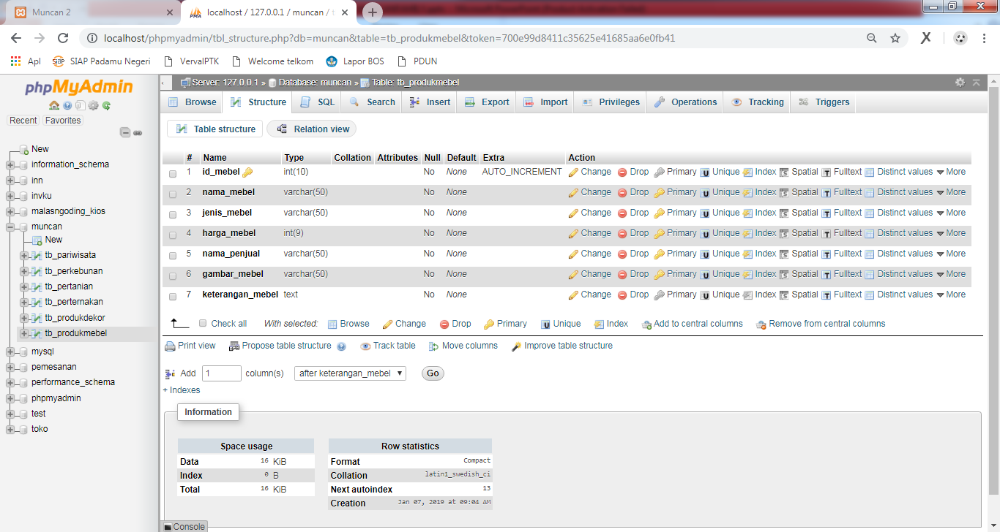 Muncan 2
localhost / 127.0.0.1 / muncan / t
localhost/phpmyadmin/tbl_structure.php?db=muncan&table=tb_produkmebel&token=700e99d8411c35625e41685aa6e0fb41
Apl SIAP Padamu Negeri VervalPTK Welcome telkom Lapor BOS PDUN
phpMyAdmin
Recent Favorites
New
information_schema
inn
invku
malasngoding_kios
muncan
New
tb_pariwisata
tb_perkebunan
tb_pertanian
tb_perternakan
tb_produkdekor
tb_produkmebel
mysql
pemesanan
performance_schema
phpmyadmin
test
toko
Server: 127.0.0.1 » Database: muncan » Table: tb_produkmebel
Browse Structure SQL Search Insert Export Import Privileges Operations Tracking Triggers
Table structure Relation view
# Name Type Collation Attributes Null Default Extra Action
1 id_mebel int(10) No None AUTO_INCREMENT Change Drop Primary Unique Index Spatial Fulltext Distinct values More
2 nama_mebel varchar(50) No None Change Drop Primary Unique Index Spatial Fulltext Distinct values More
3 jenis_mebel varchar(50) No None Change Drop Primary Unique Index Spatial Fulltext Distinct values More
4 harga_mebel int(9) No None Change Drop Primary Unique Index Spatial Fulltext Distinct values More
5 nama_penjual varchar(50) No None Change Drop Primary Unique Index Spatial Fulltext Distinct values More
6 gambar_mebel varchar(50) No None Change Drop Primary Unique Index Spatial Fulltext Distinct values More
7 keterangan_mebel text No None Change Drop Primary Unique Index Spatial Fulltext Distinct values More
Check all With selected: Browse Change Drop Primary Unique Index Add to central columns Remove from central columns
Print view Propose table structure Track table Move columns Improve table structure
Add 1 column(s) after keterangan_mebel Go
+ Indexes
Information
Space usage
Data 16 KiB
Index 0 B
Total 16 KiB
Row statistics
Format Compact
Collation latin1_swedish_ci
Next autoindex 13
Creation Jan 07, 2019 at 09:04 AM
Console